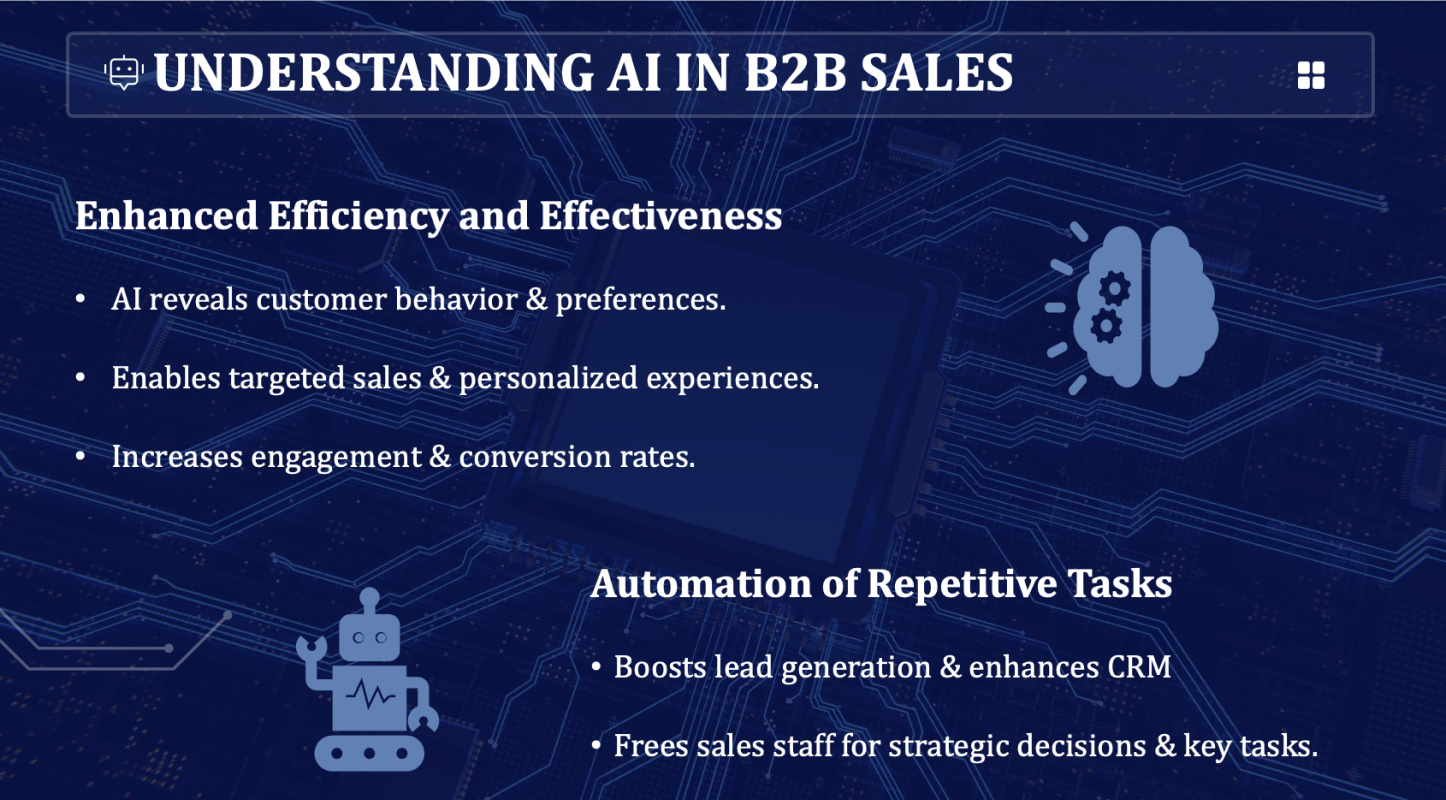 UNDERSTANDING AI IN B2B SALES
Enhanced Efficiency and Effectiveness
• AI reveals customer behavior & preferences.
• Enables targeted sales & personalized experiences.
• Increases engagement & conversion rates.
Automation of Repetitive Tasks
• Boosts lead generation & enhances CRM
• Frees sales staff for strategic decisions & key tasks.